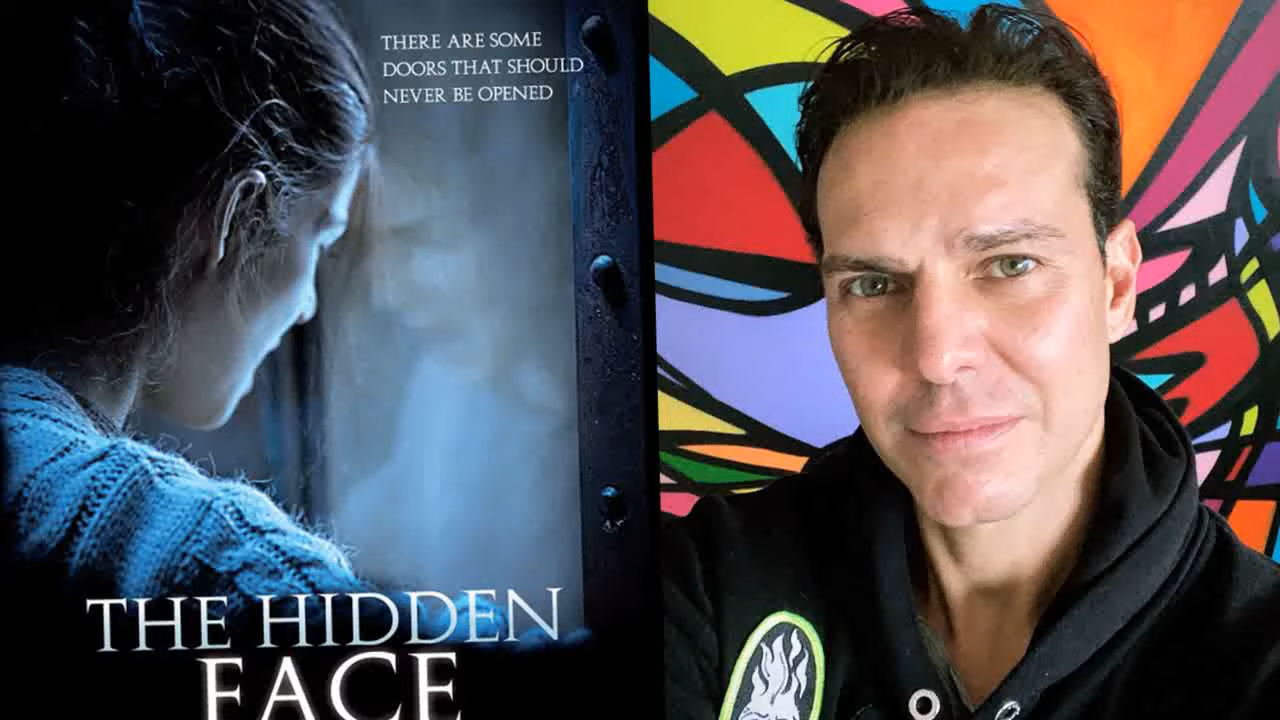 THERE ARE SOME
DOORS THAT SHOULD
NEVER BE OPENED
THE HIDDEN
FACE